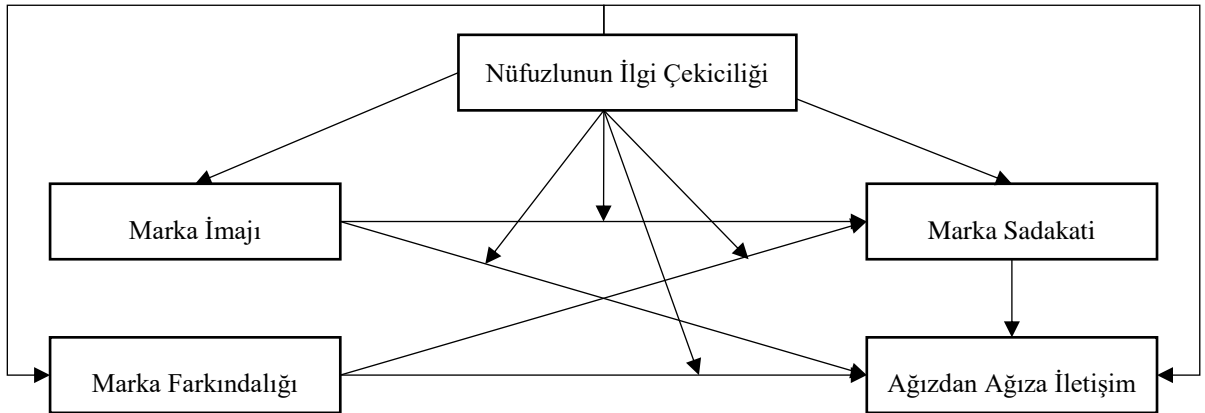 Nüfuzlunun İlgi Çekiciliği
Marka İmajı
Marka Sadakati
Marka Farkındalığı
Ağızdan Ağıza İletişim